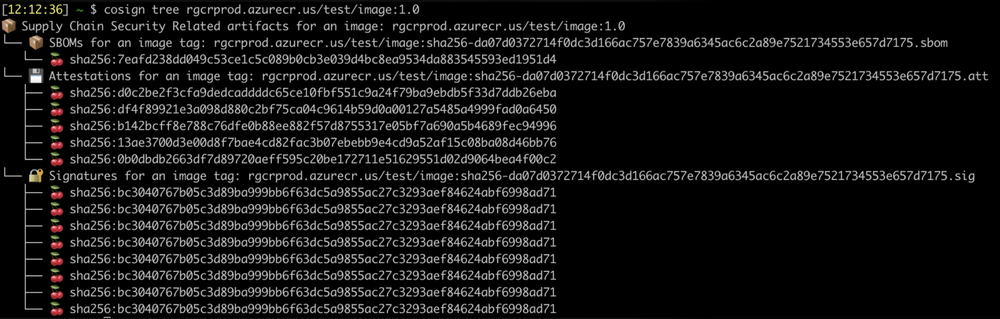 [12:12:36] ~ $ cosign tree rgcrprod.azurecr.us/test/image:1.0
📦 Supply Chain Security Related artifacts for an image: rgcrprod.azurecr.us/test/image:1.0
└── 📦 SBOMs for an image tag: rgcrprod.azurecr.us/test/image:sha256-da07d0372714f0dc3d166ac757e7839a6345ac6c2a89e7521734553e657d7175.sbom
└── 🍒 sha256:7eafd238dd049c53ce1c5c089b0cb3e039d4bc8ea9534da883545593ed1951d4
└── 💾 Attestations for an image tag: rgcrprod.azurecr.us/test/image:sha256-da07d0372714f0dc3d166ac757e7839a6345ac6c2a89e7521734553e657d7175.att
├── 🍒 sha256:d0c2be2f3cfa9dedcaddddc65ce10fbf551c9a24f79ba9ebdb5f33d7ddb26eba
├── 🍒 sha256:df4f89921e3a098d880c2bf75ca04c9614b59d0a00127a5485a4999fad0a6450
├── 🍒 sha256:b142bcff8e788c76dfe0b88ee882f57d8755317e05bf7a690a5b4689fec94996
├── 🍒 sha256:13ae3700d3e00d8f7bae4cd82fac3b07ebebb9e4cd9a52af15c08ba08d46bb76
└── 🍒 sha256:0b0dbdb2663df7d89720aeff595c20be172711e51629551d02d9064bea4f00c2
└── 🔐 Signatures for an image tag: rgcrprod.azurecr.us/test/image:sha256-da07d0372714f0dc3d166ac757e7839a6345ac6c2a89e7521734553e657d7175.sig
├── 🍒 sha256:bc3040767b05c3d89ba999bb6f63dc5a9855ac27c3293aef84624abf6998ad71
├── 🍒 sha256:bc3040767b05c3d89ba999bb6f63dc5a9855ac27c3293aef84624abf6998ad71
├── 🍒 sha256:bc3040767b05c3d89ba999bb6f63dc5a9855ac27c3293aef84624abf6998ad71
├── 🍒 sha256:bc3040767b05c3d89ba999bb6f63dc5a9855ac27c3293aef84624abf6998ad71
├── 🍒 sha256:bc3040767b05c3d89ba999bb6f63dc5a9855ac27c3293aef84624abf6998ad71
├── 🍒 sha256:bc3040767b05c3d89ba999bb6f63dc5a9855ac27c3293aef84624abf6998ad71
├── 🍒 sha256:bc3040767b05c3d89ba999bb6f63dc5a9855ac27c3293aef84624abf6998ad71
└── 🍒 sha256:bc3040767b05c3d89ba999bb6f63dc5a9855ac27c3293aef84624abf6998ad71